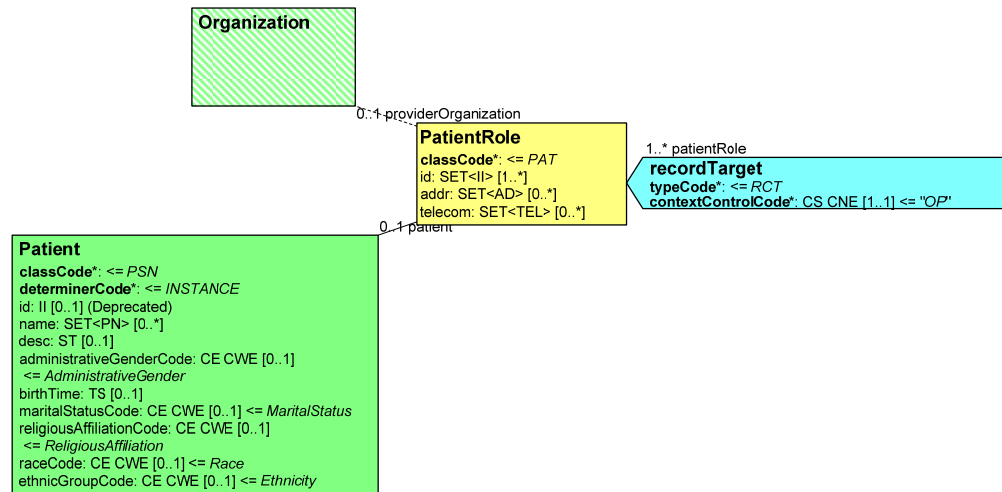 Organization
0..1 providerOrganization
PatientRole
classCode*: <= PAT
id: SET<II> [1..*]
addr: SET<AD> [0..*]
telecom: SET<TEL> [0..*]
1..* patientRole
recordTarget
typeCode*: <= RCT
contextControlCode*: CS CNE [1..1] <= "OP"
0..1 patient
Patient
classCode*: <= PSN
determinerCode*: <= INSTANCE
id: II [0..1] (Deprecated)
name: SET<PN> [0..*]
desc: ST [0..1]
administrativeGenderCode: CE CWE [0..1]
<= AdministrativeGender
birthTime: TS [0..1]
maritalStatusCode: CE CWE [0..1] <= MaritalStatus
religiousAffiliationCode: CE CWE [0..1]
<= ReligiousAffiliation
raceCode: CE CWE [0..1] <= Race
ethnicGroupCode: CE CWE [0..1] <= Ethnicity